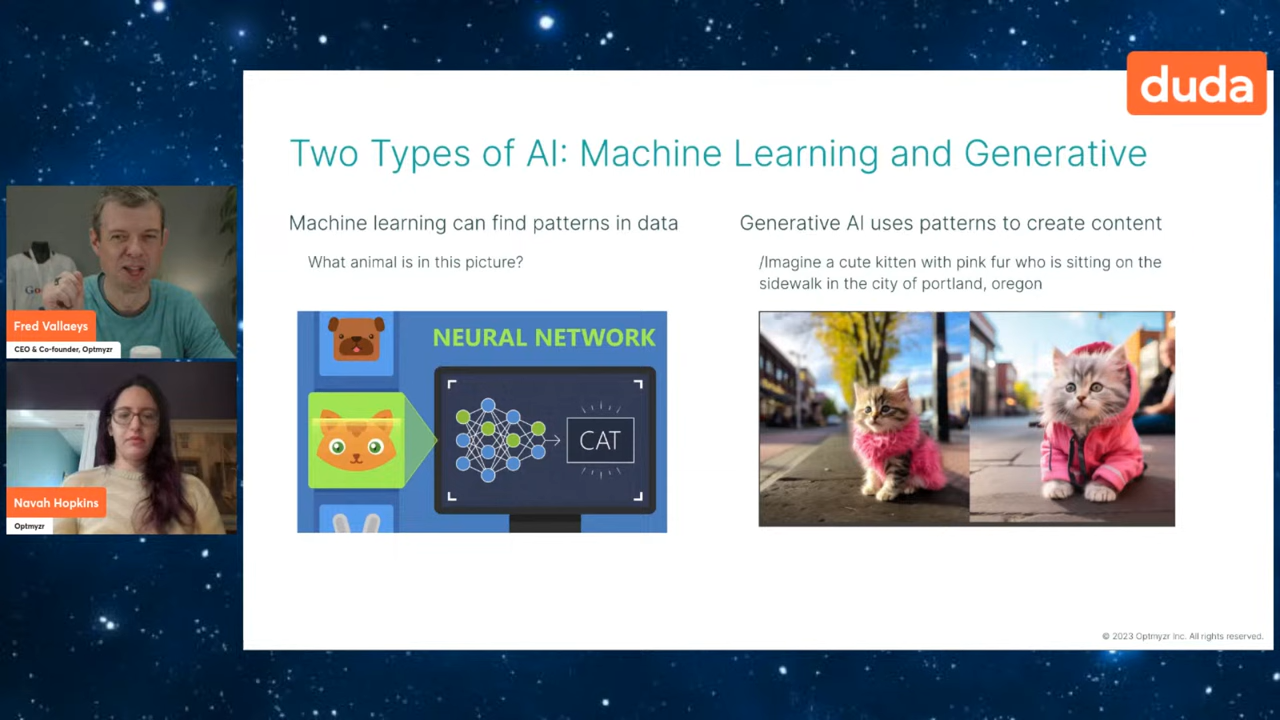 duda
Two Types of AI: Machine Learning and Generative
Machine learning can find patterns in data
What animal is in this picture?
NEURAL NETWORK
CAT
Generative AI uses patterns to create content
/Imagine a cute kitten with pink fur who is sitting on the
sidewalk in the city of portland, oregon
Fred Vallaeys
CEO & Co-founder, Optmyzr
Navah Hopkins
Optmyzr
© 2023 Optmyzr Inc. All rights reserved.